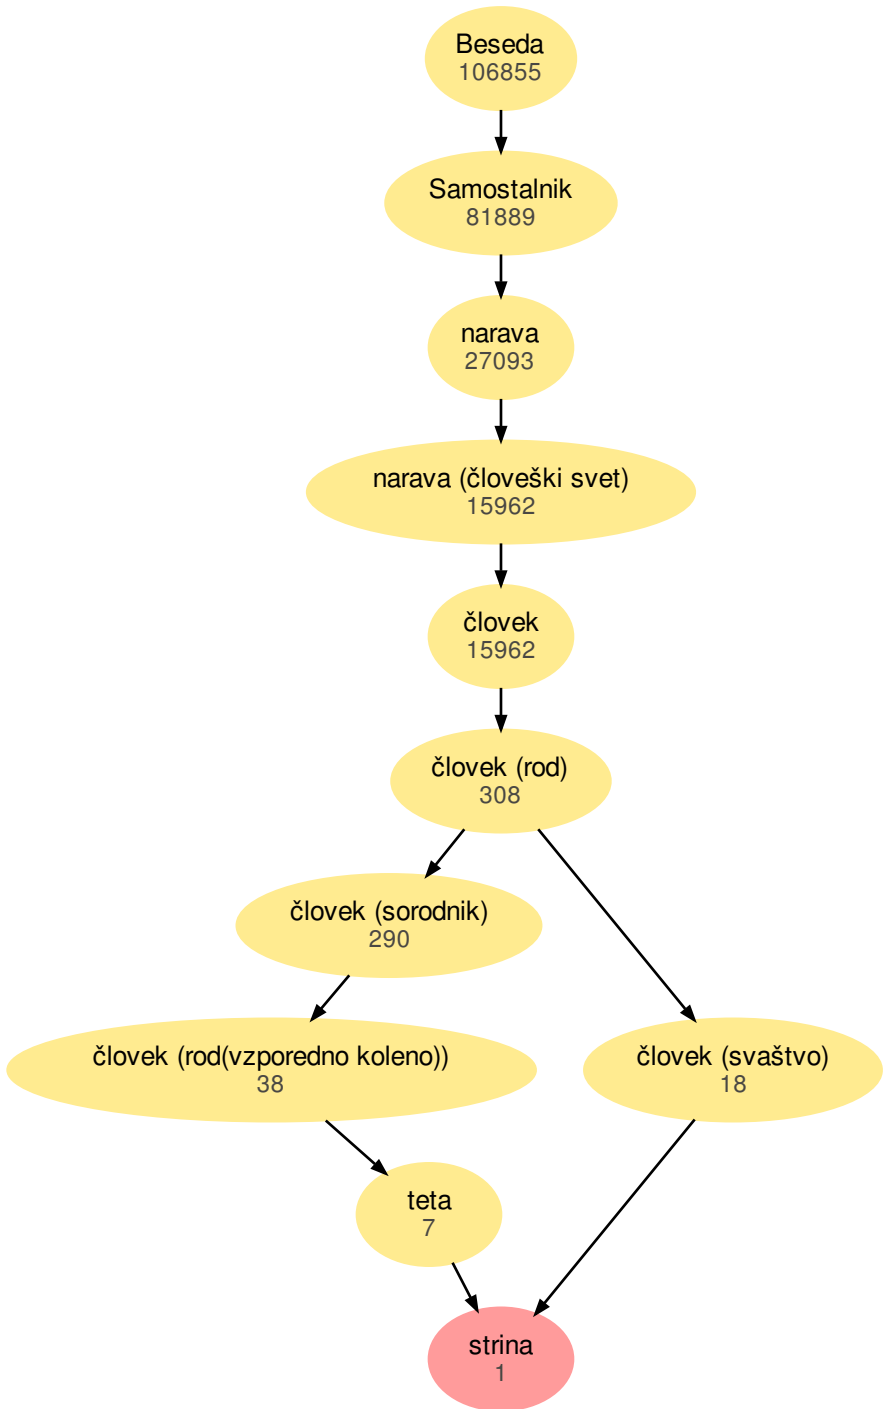 Beseda
106855
Samostalnik
81889
narava
27093
narava (človeški svet)
15962
človek
15962
človek (rod)
308
človek (sorodnik)
290
človek (rod(vzporedno koleno))
38
človek (svaštvo)
18
teta
7
strina
1